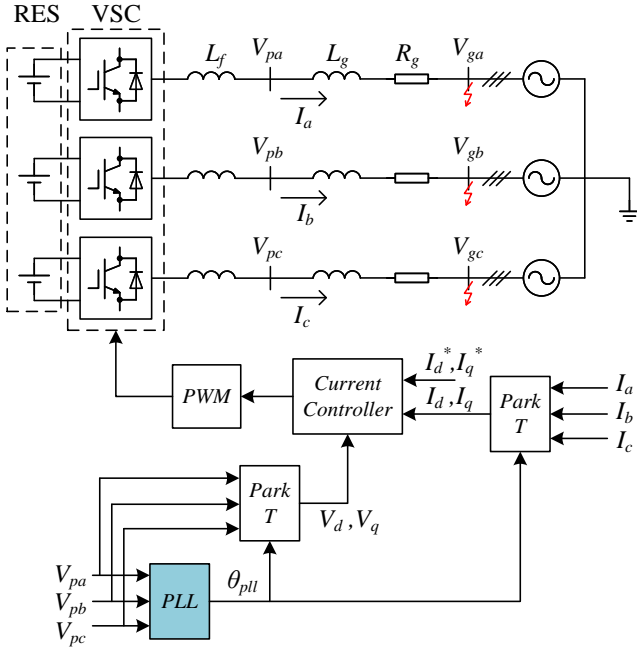 RES VSC
L_f V_pa L_g R_g V_ga
I_a
V_pb V_gb
I_b
V_pc V_gc
I_c
I_d^*,I_q^*
I_d,I_q
PWM
Current
Controller
Park
T
I_a
I_b
I_c
Park
T
V_d ,V_q
V_pa
V_pb
V_pc
PLL
θ_pll